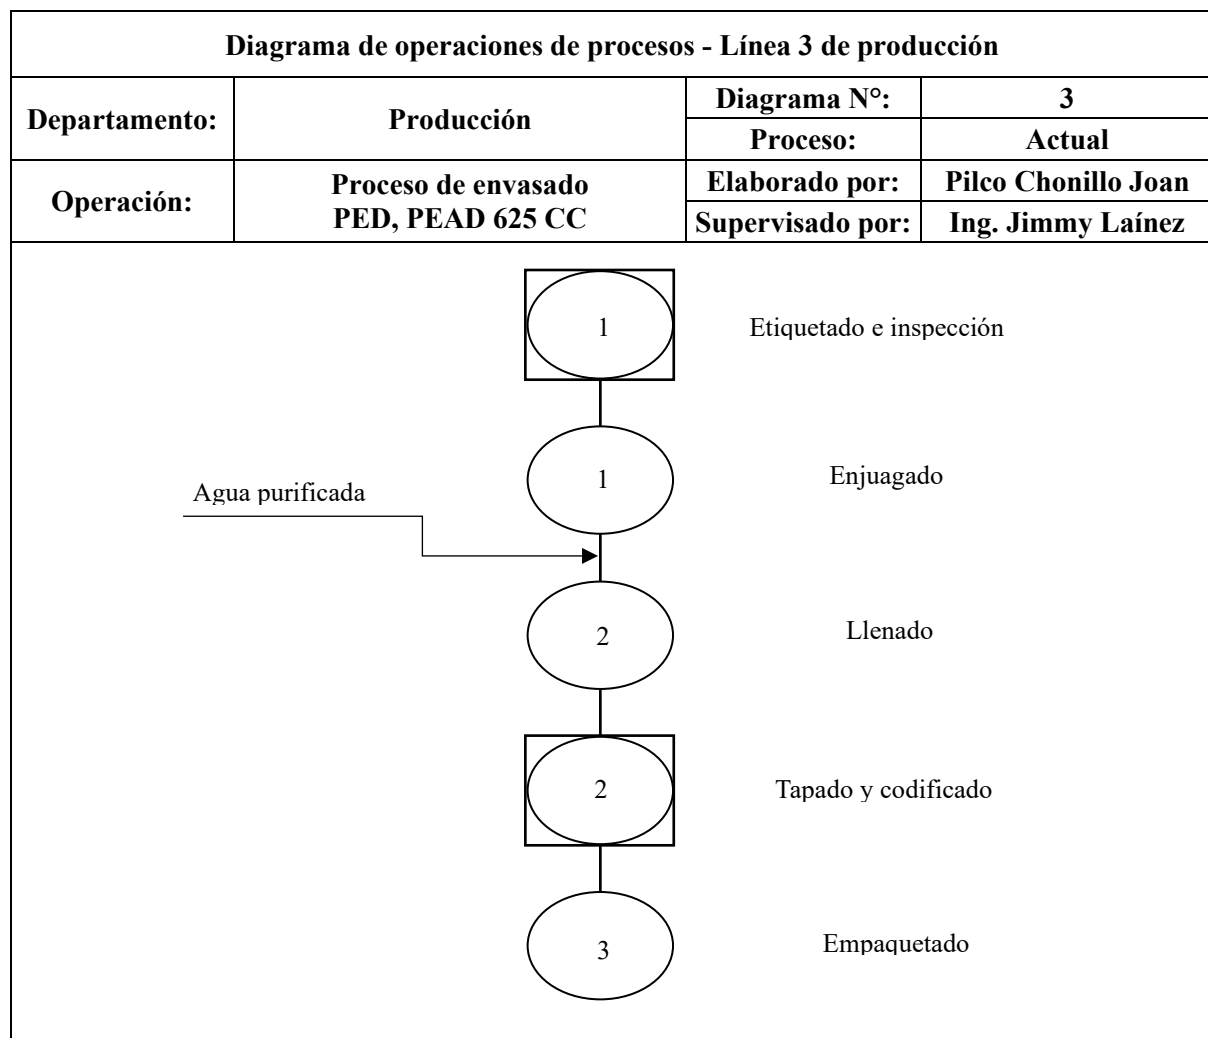 Diagrama de operaciones de procesos - Línea 3 de producción
Departamento:
Producción
Diagrama N°:
3
Proceso:
Actual
Operación:
Proceso de envasado
PED, PEAD 625 CC
Elaborado por:
Pilco Chonillo Joan
Supervisado por:
Ing. Jimmy Laínez
1
Etiquetado e inspección
1
Enjuagado
Agua purificada
2
Llenado
2
Tapado y codificado
3
Empaquetado